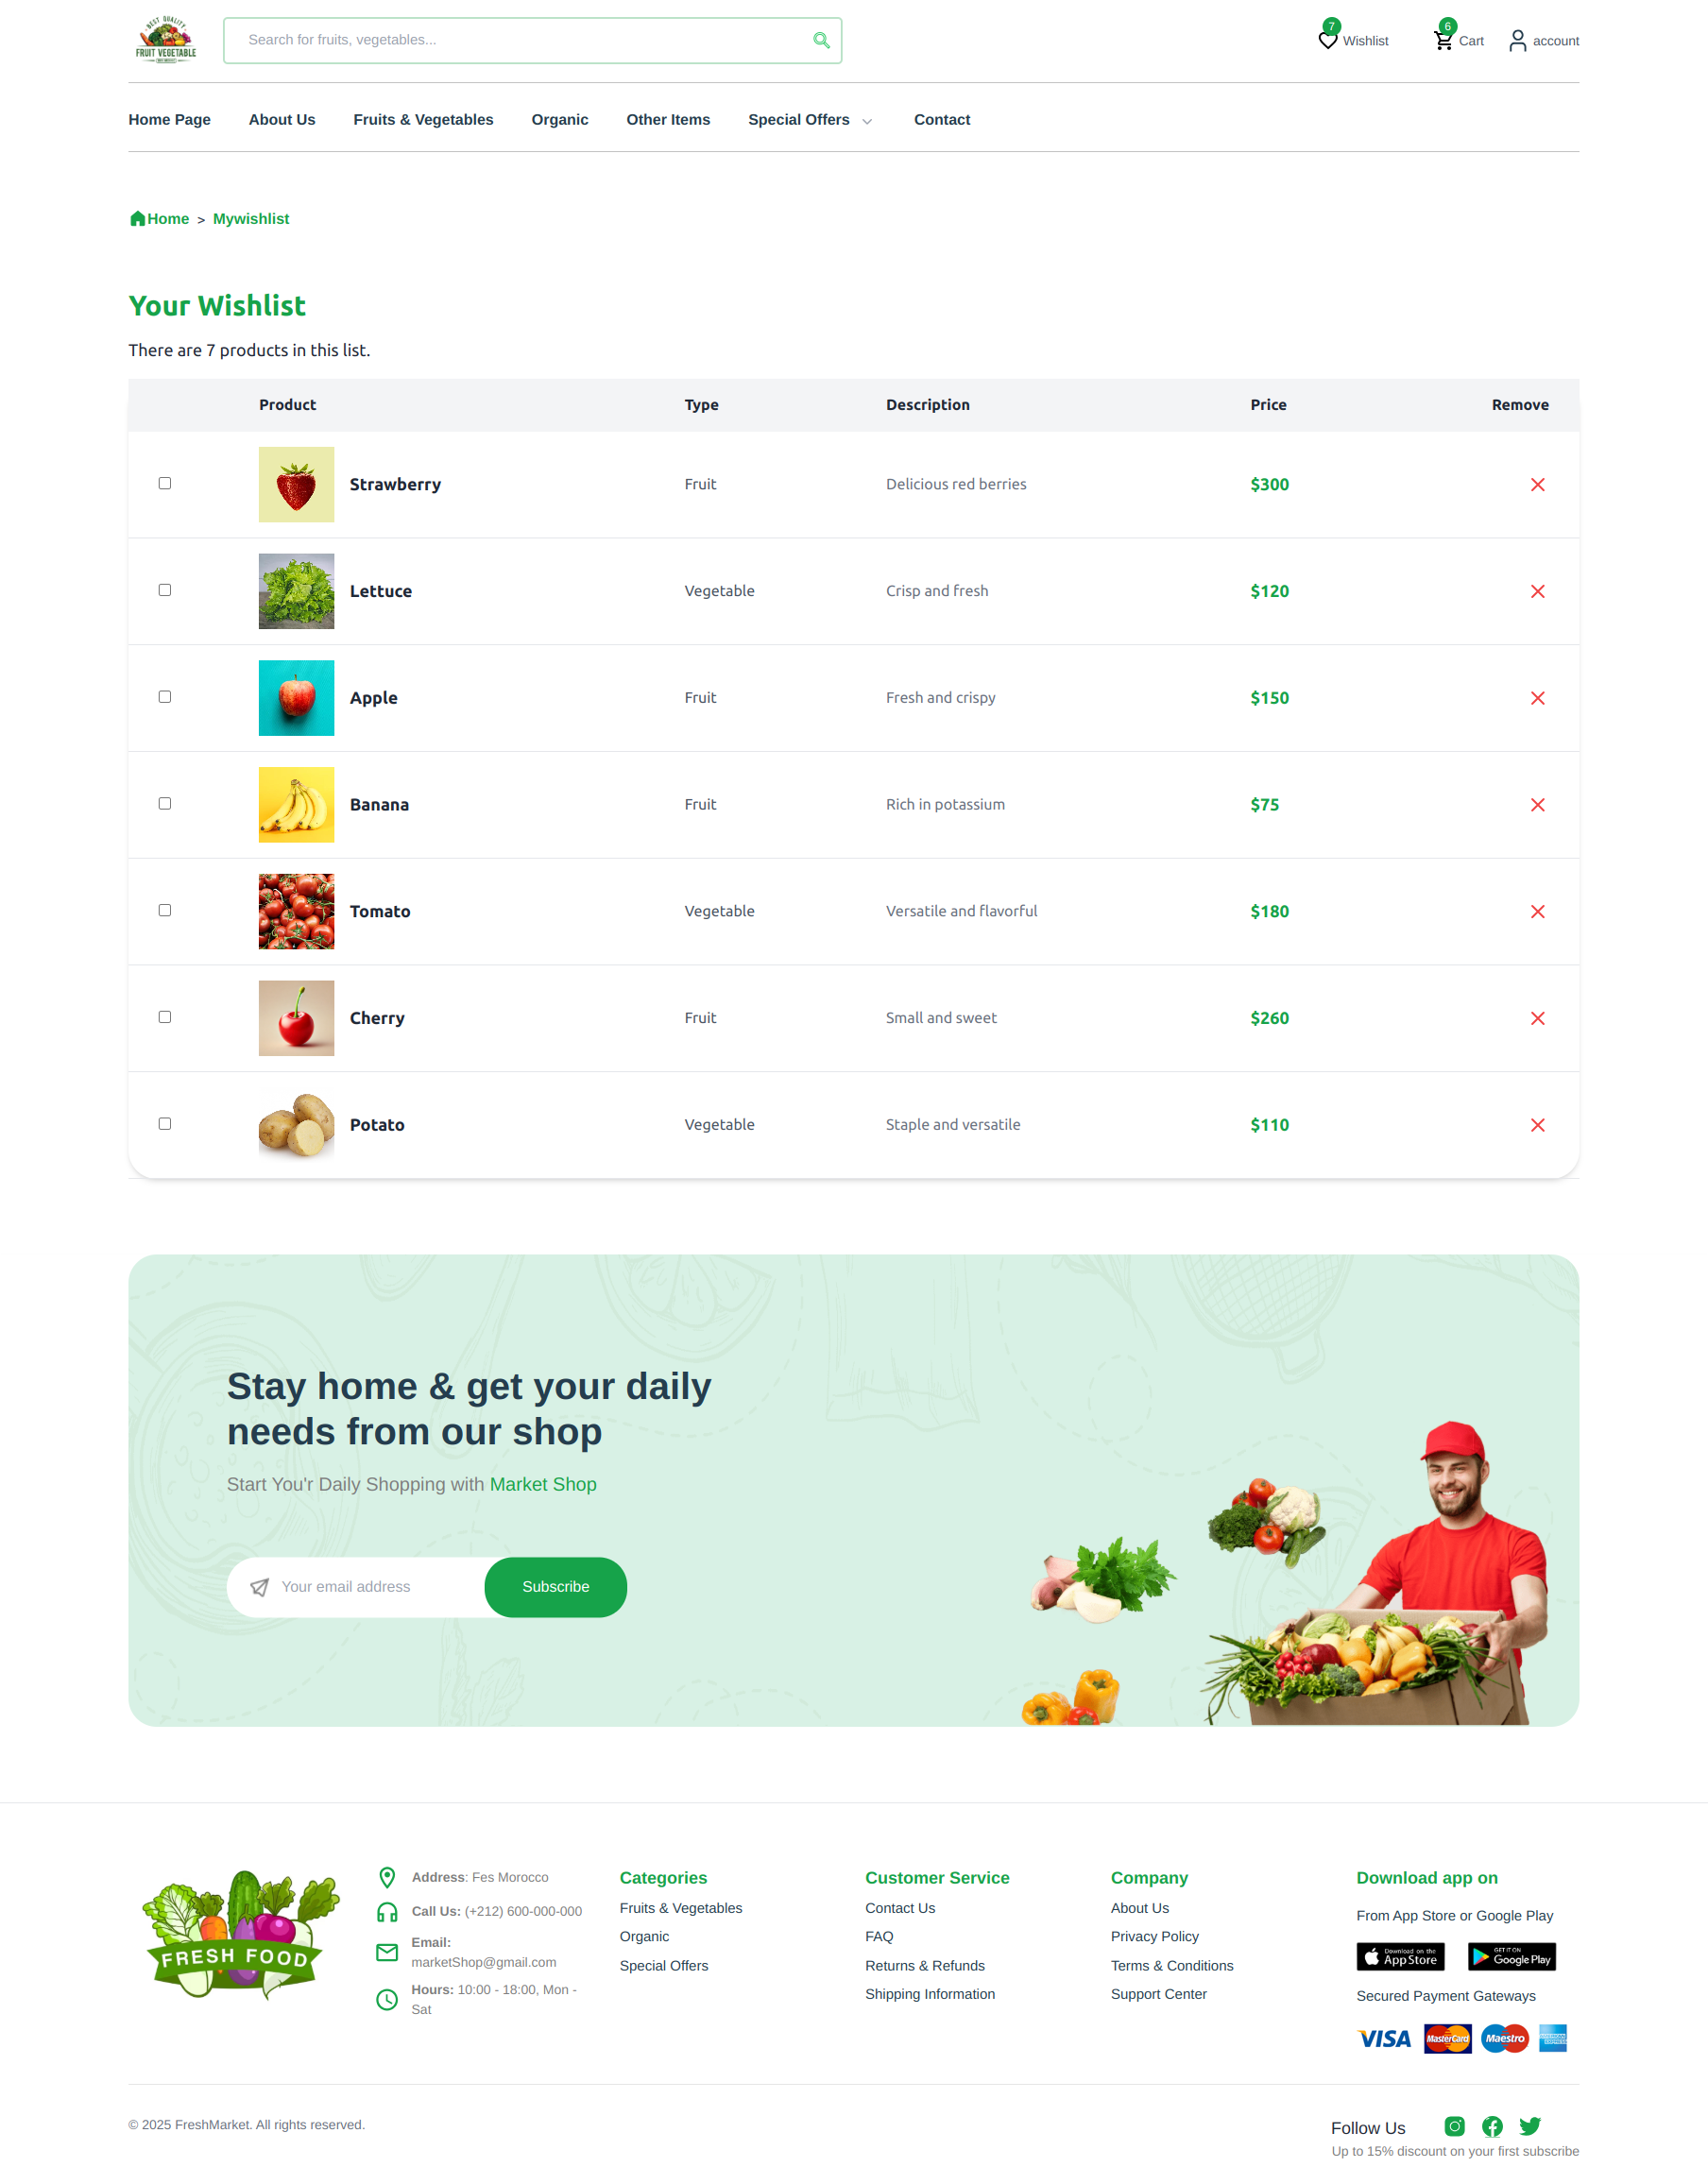 BEST QUALITY
FRUIT VEGETABLE
Search for fruits, vegetables...
7
Wishlist
6
Cart
account
Home Page
About Us
Fruits & Vegetables
Organic
Other Items
Special Offers
Contact
Home > Mywishlist
Your Wishlist
There are 7 products in this list.
Product Type Description Price Remove
Strawberry Fruit Delicious red berries $300
Lettuce Vegetable Crisp and fresh $120
Apple Fruit Fresh and crispy $150
Banana Fruit Rich in potassium $75
Tomato Vegetable Versatile and flavorful $180
Cherry Fruit Small and sweet $260
Potato Vegetable Staple and versatile $110
Stay home & get your daily
needs from our shop
Start You'r Daily Shopping with Market Shop
Your email address
Subscribe
FRESH FOOD
Address: Fes Morocco
Call Us: (+212) 600-000-000
Email:
marketShop@gmail.com
Hours: 10:00 - 18:00, Mon -
Sat
Categories
Fruits & Vegetables
Organic
Special Offers
Customer Service
Contact Us
FAQ
Returns & Refunds
Shipping Information
Company
About Us
Privacy Policy
Terms & Conditions
Support Center
Download app on
From App Store or Google Play
Download on the
App Store
GET IT ON
Google Play
Secured Payment Gateways
VISA
MasterCard
Maestro
AMERICAN EXPRESS
© 2025 FreshMarket. All rights reserved.
Follow Us
Up to 15% discount on your first subscribe